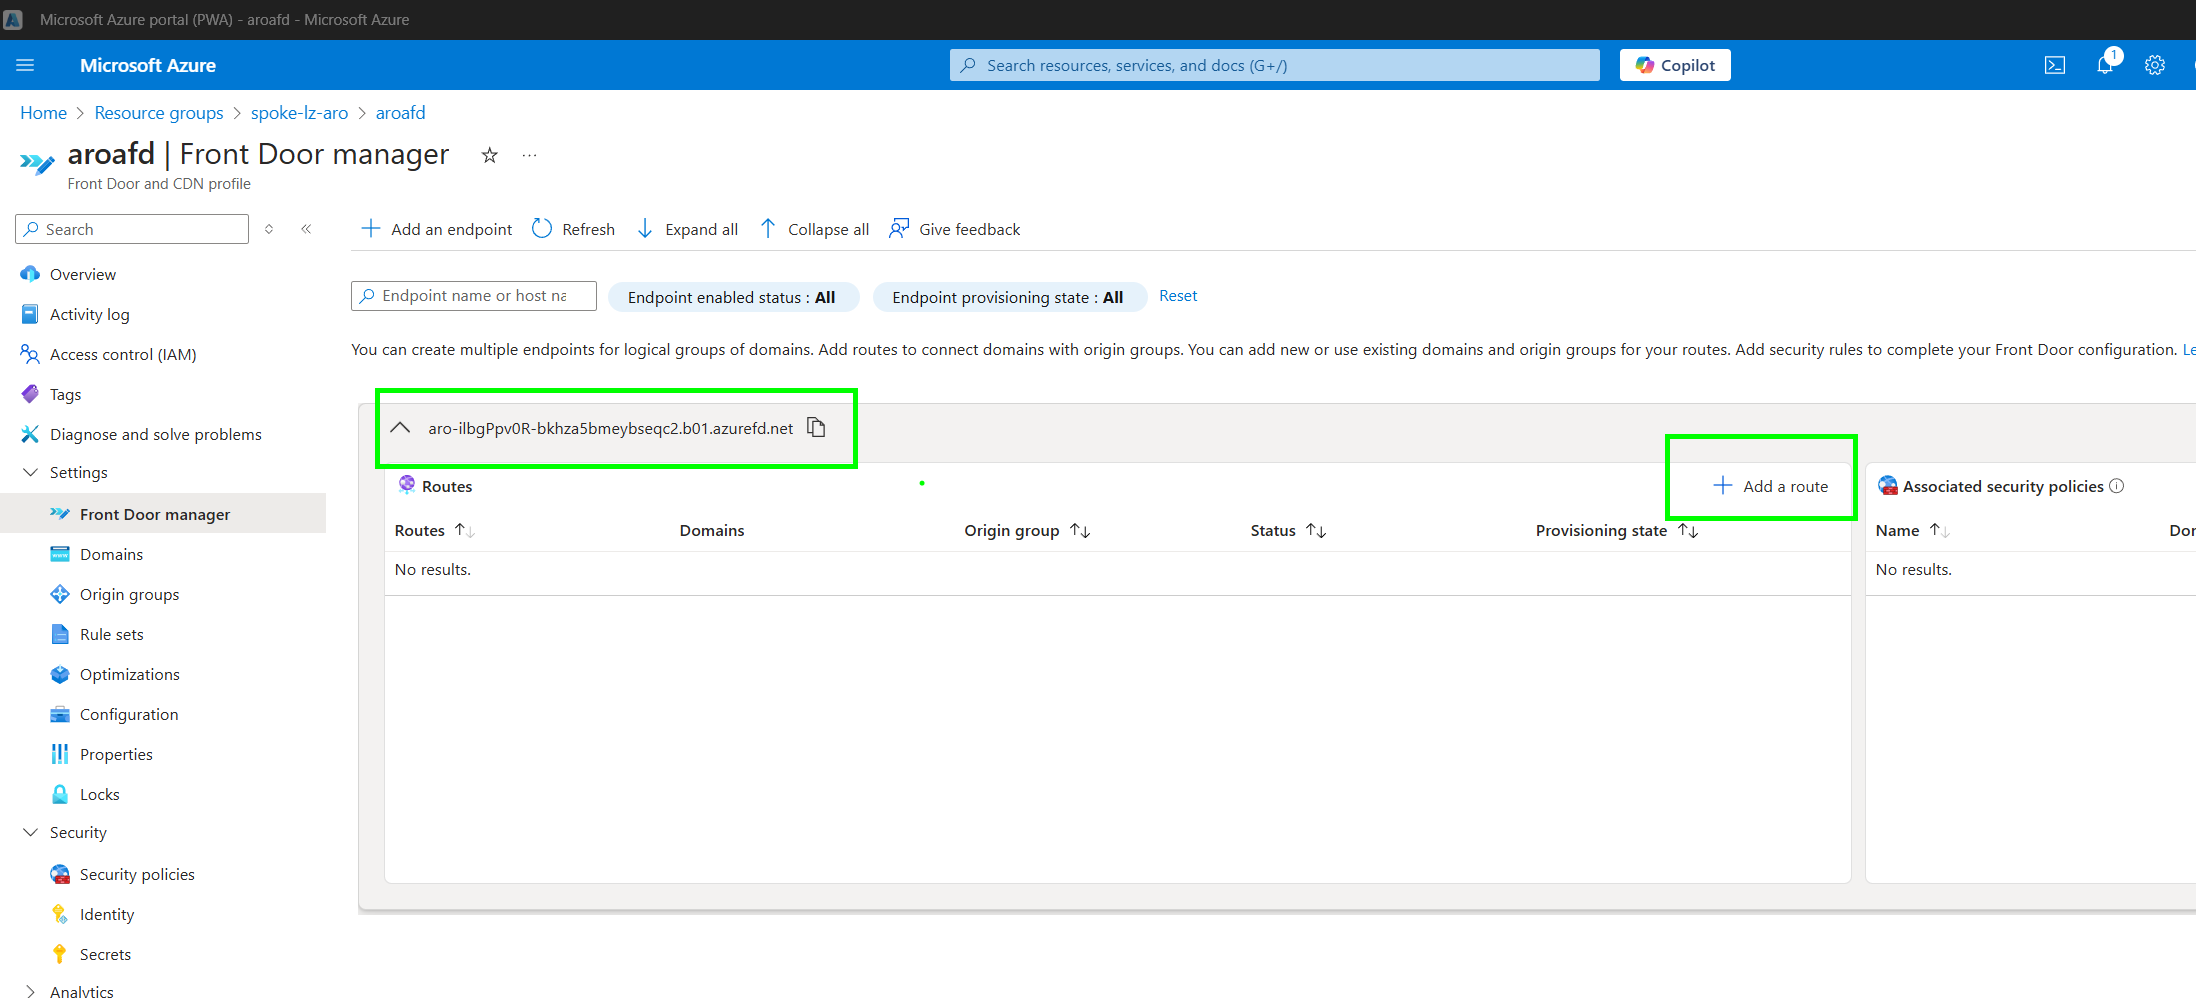 Microsoft Azure portal (PWA) - aroafd - Microsoft Azure
Microsoft Azure
Search resources, services, and docs (G+/)
Copilot
1
Home > Resource groups > spoke-lz-aro > aroafd
aroafd | Front Door manager
Front Door and CDN profile
Search
Add an endpoint
Refresh
Expand all
Collapse all
Give feedback
Overview
Activity log
Access control (IAM)
Tags
Diagnose and solve problems
Settings
Front Door manager
Domains
Origin groups
Rule sets
Optimizations
Configuration
Properties
Locks
Security
Security policies
Identity
Secrets
Analytics
Endpoint name or host na
Endpoint enabled status : All
Endpoint provisioning state : All
Reset
You can create multiple endpoints for logical groups of domains. Add routes to connect domains with origin groups. You can add new or use existing domains and origin groups for your routes. Add security rules to complete your Front Door configuration. Le
aro-ilbgPpv0R-bkhza5bmeybseqc2.b01.azurefd.net
Routes
Add a route
Routes Domains Origin group Status Provisioning state
No results.
Associated security policies
Name Dor
No results.